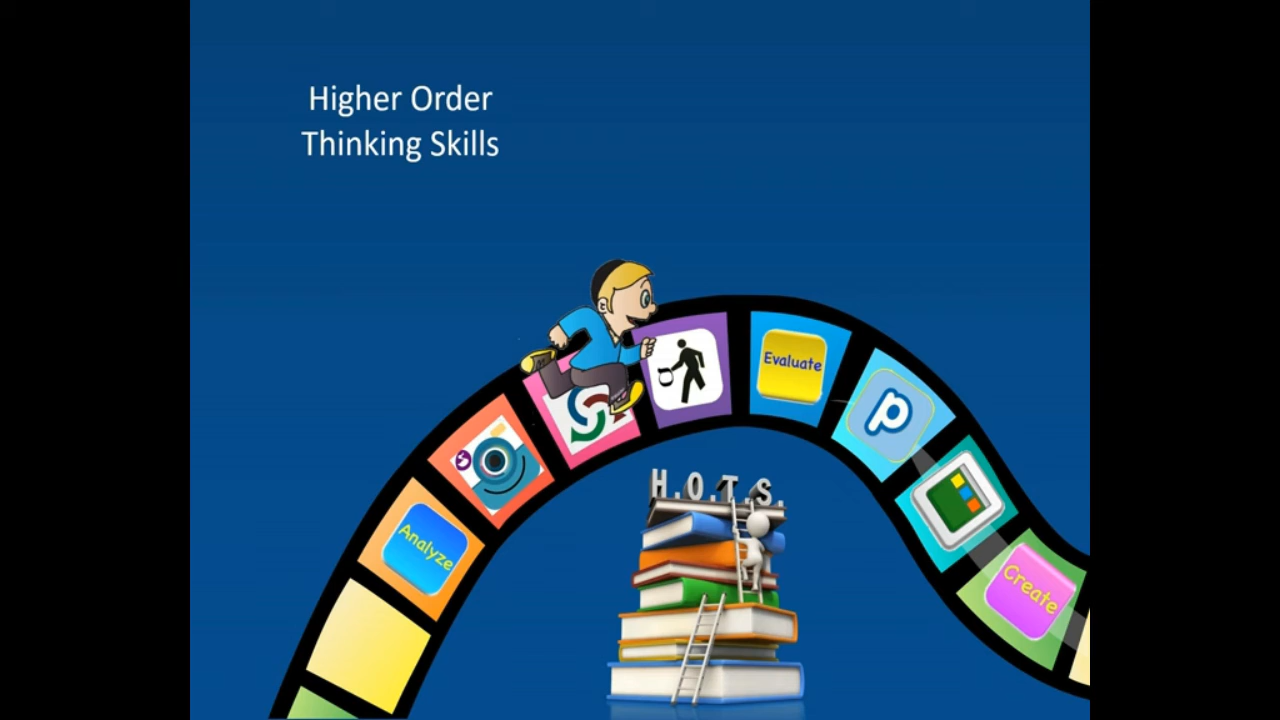 Higher Order
Thinking Skills
Evaluate
p
H.O.T.S.
Analyze
Create